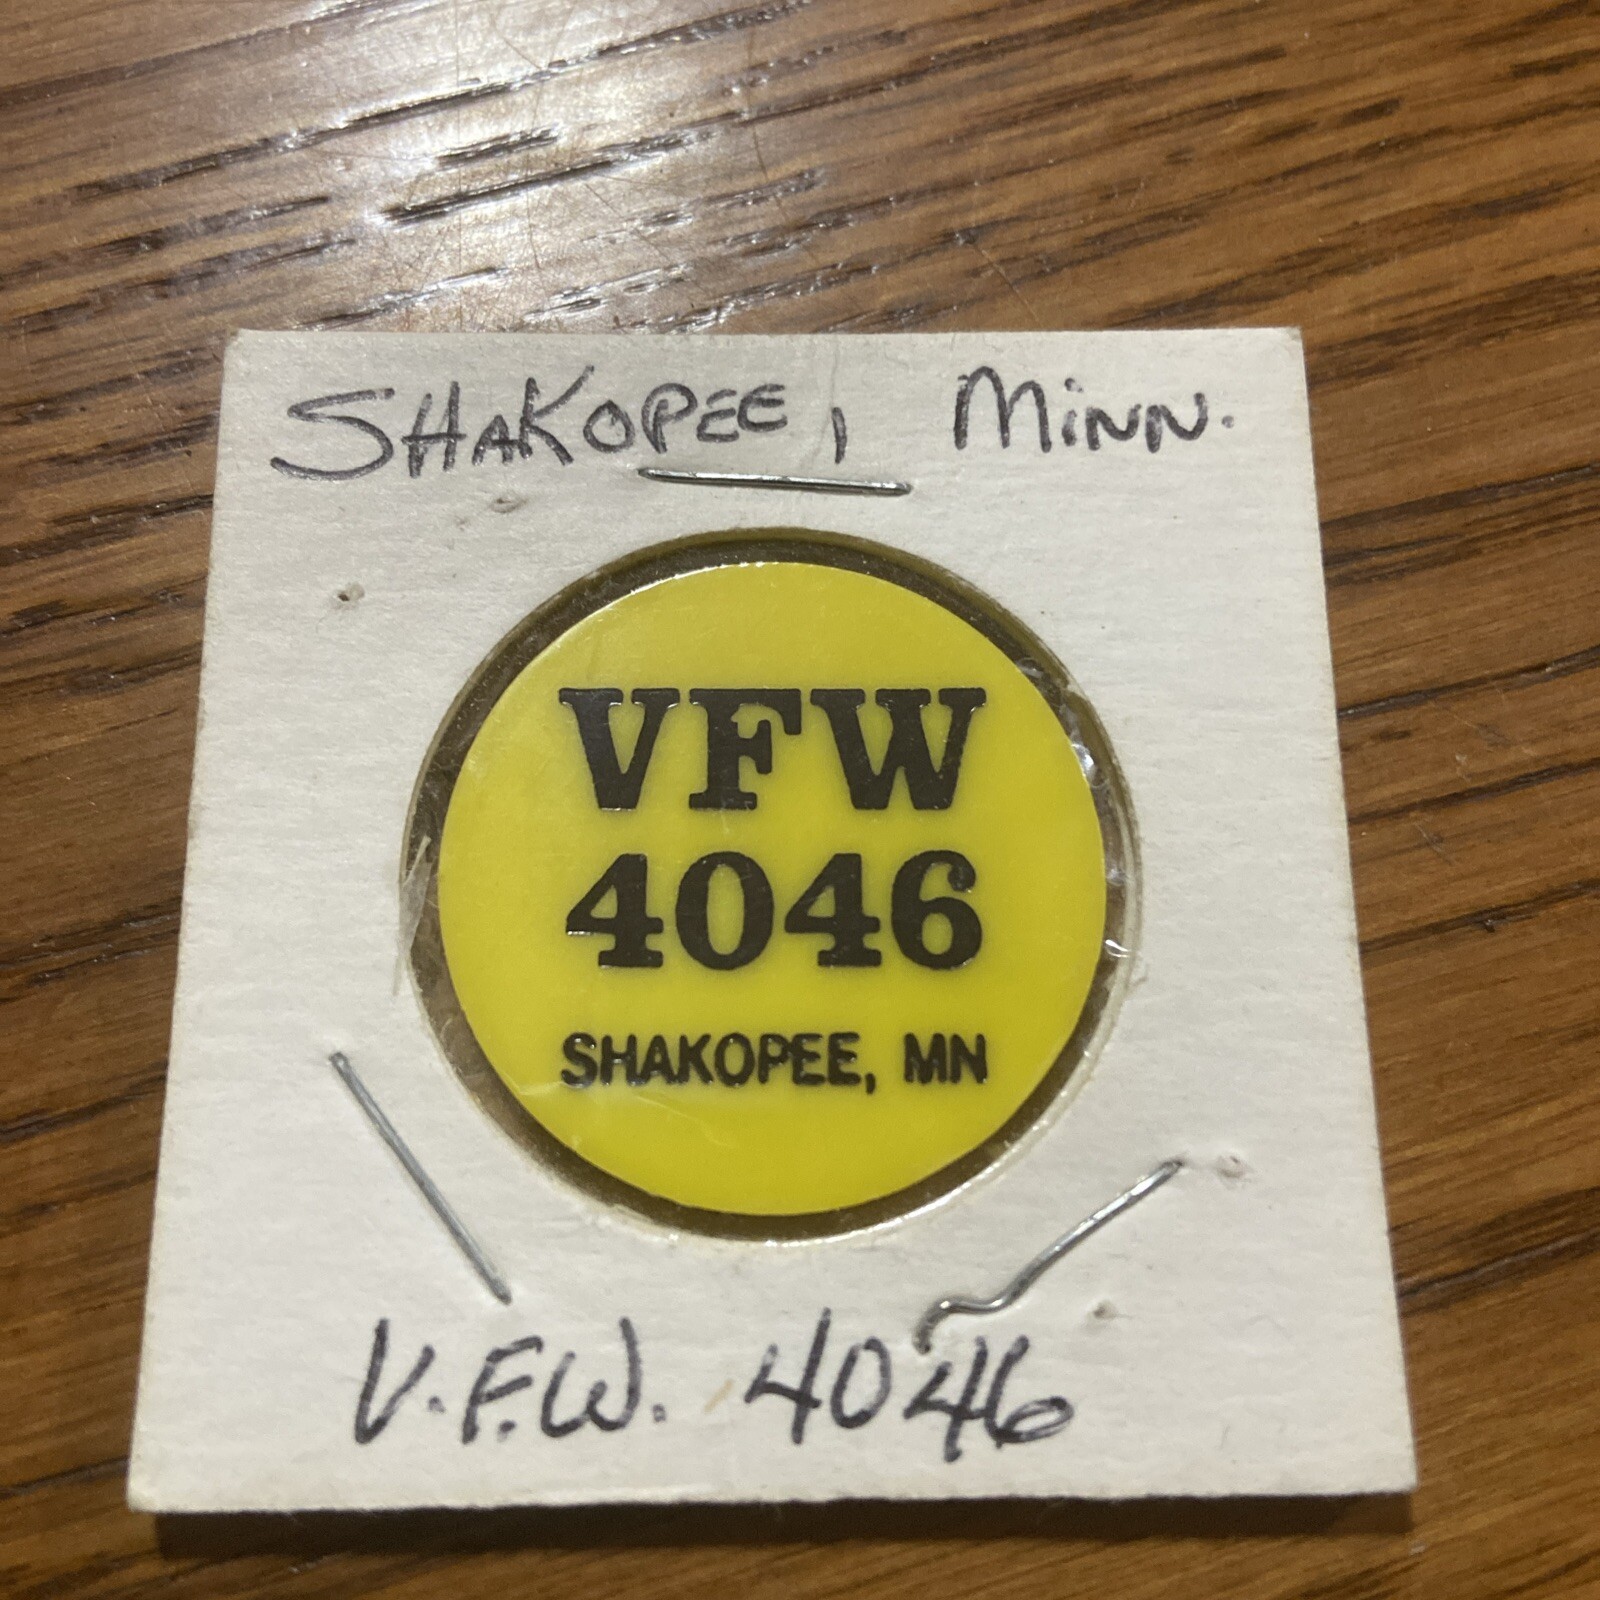 SHAKOPEE, MINN.
VFW
4046
SHAKOPEE, MN
V.F.W. 4046